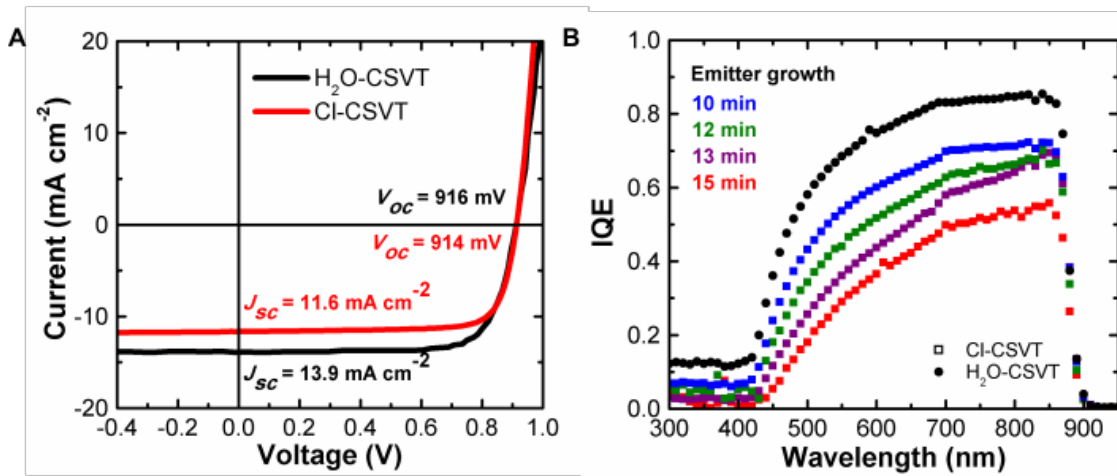 A
20
10
0
-10
-20
Current (mA cm⁻²)
H₂O-CSVT
Cl-CSVT
V_OC = 916 mV
V_OC = 914 mV
J_SC = 11.6 mA cm⁻²
J_SC = 13.9 mA cm⁻²
-0.4 -0.2 0.0 0.2 0.4 0.6 0.8 1.0
Voltage (V)
B
1.0
0.8
0.6
0.4
0.2
0.0
IQE
Emitter growth
10 min
12 min
13 min
15 min
Cl-CSVT
H₂O-CSVT
300 400 500 600 700 800 900
Wavelength (nm)